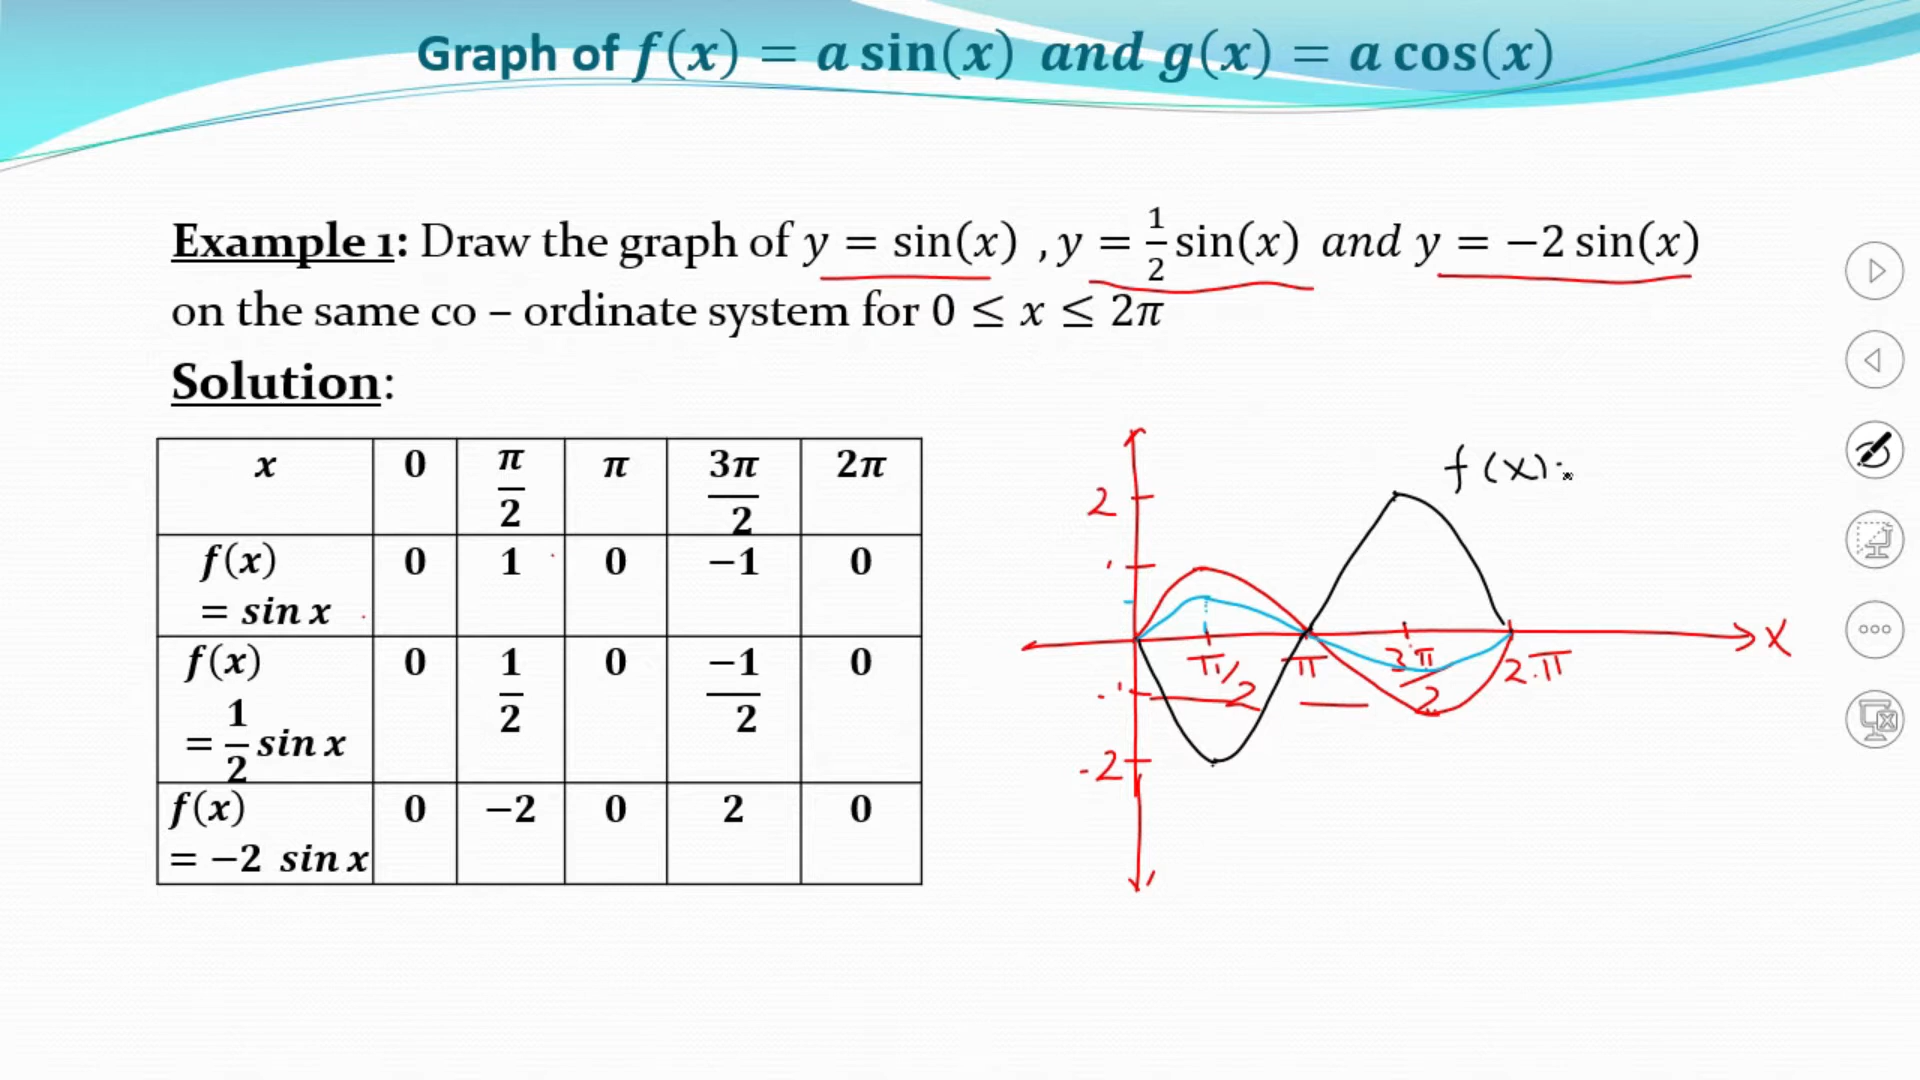 Graph of f(x) = a sin(x) and g(x) = a cos(x)
Example 1: Draw the graph of y = sin(x) , y = 1/2 sin(x) and y = −2 sin(x)
on the same co – ordinate system for 0 ≤ x ≤ 2π
Solution:
x 0 π/2 π 3π/2 2π
f(x) = sin x 0 1 0 −1 0
f(x) = 1/2 sin x 0 1/2 0 −1/2 0
f(x) = −2 sin x 0 −2 0 2 0
f(x):
2
x
π/2 π 3π/2 2π
-1
-2